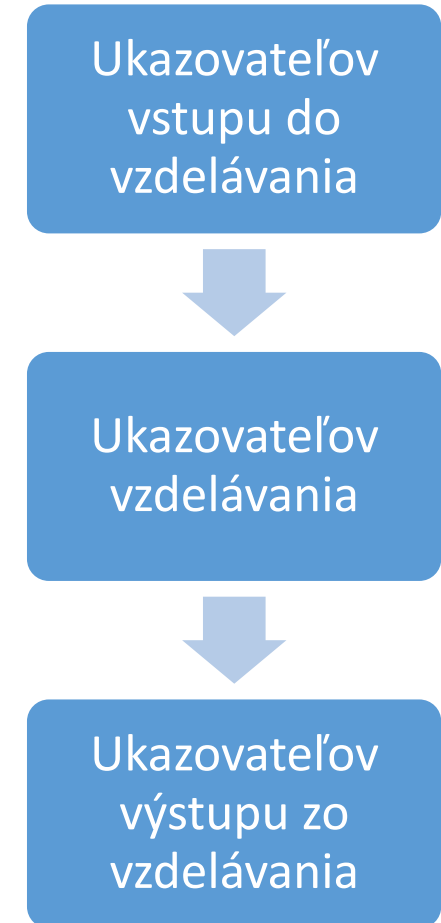 Ukazovateľov
vstupu do
vzdelávania
Ukazovateľov
vzdelávania
Ukazovateľov
výstupu zo
vzdelávania